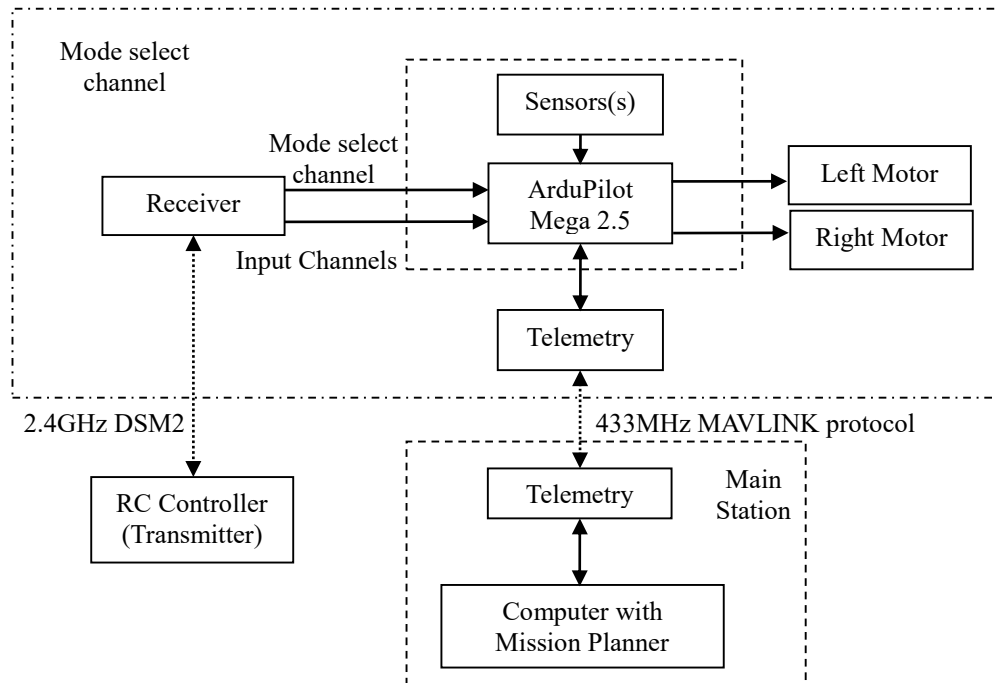 Mode select
channel
Sensors(s)
Mode select
channel
Receiver
ArduPilot
Mega 2.5
Left Motor
Right Motor
Input Channels
Telemetry
2.4GHz DSM2
433MHz MAVLINK protocol
RC Controller
(Transmitter)
Telemetry
Main
Station
Computer with
Mission Planner